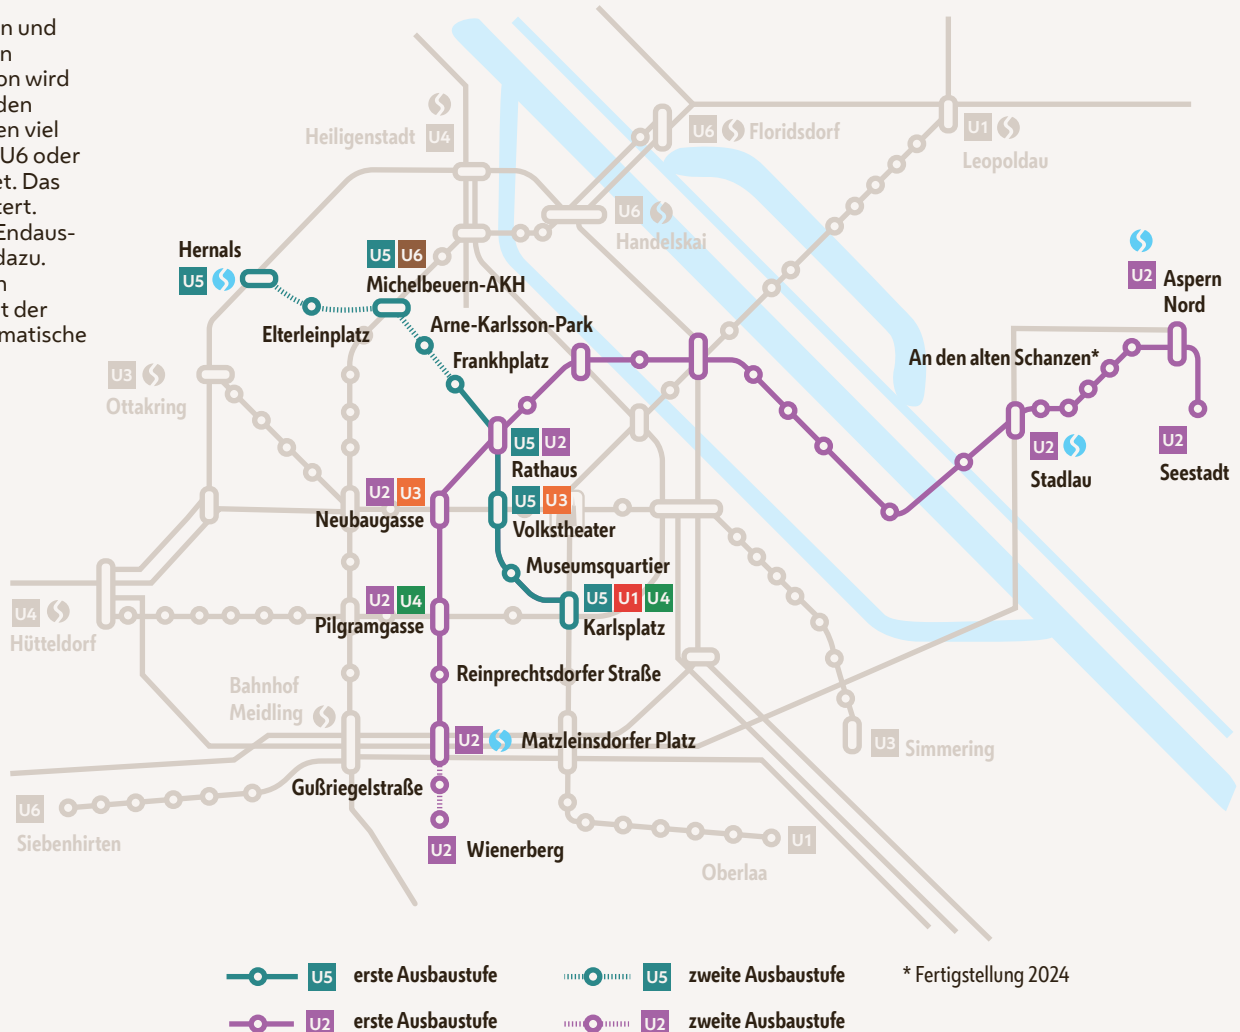 n und
n
on wird
den
en viel
U6 oder
et. Das
tert.
Endaus-
dazu.
n
t der
matische
Heiligenstadt U4
U6 Floridsdorf
U1
Leopoldau
U6
Handelskai
Hernals
U5
U5 U6
Michelbeuern-AKH
Elterleinplatz
Arne-Karlsson-Park
Frankhplatz
U2 Aspern
Nord
An den alten Schanzen*
U3
Ottakring
U5 U2
Rathaus
U2
Stadlau
U2
Seestadt
U2 U3
Neubaugasse
U5 U3
Volkstheater
Museumsquartier
U2 U4
Pilgramgasse
U5 U1 U4
Karlsplatz
U4
Hütteldorf
Reinprechtsdorfer Straße
Bahnhof
Meidling
U2 Matzleinsdorfer Platz
U3 Simmering
Gußriegelstraße
U6
Siebenhirten
U2 Wienerberg
U1
Oberlaa
U5 erste Ausbaustufe
U5 zweite Ausbaustufe
* Fertigstellung 2024
U2 erste Ausbaustufe
U2 zweite Ausbaustufe